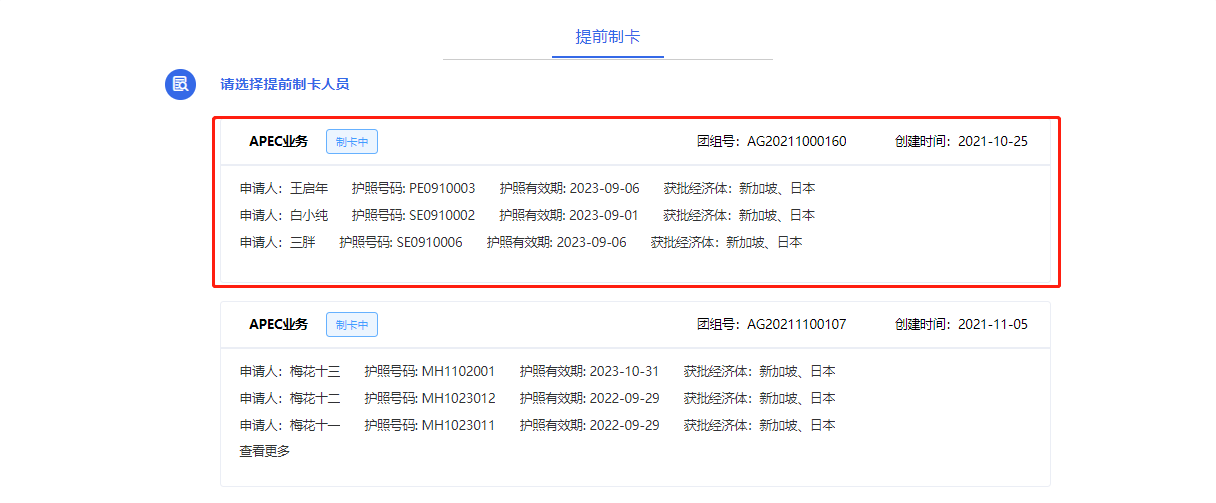 提前制卡
请选择提前制卡人员
APEC业务 制卡中 团组号：AG20211000160 创建时间：2021-10-25
申请人：王启年 护照号码: PE0910003 护照有效期: 2023-09-06 获批经济体：新加坡、日本
申请人：白小纯 护照号码: SE0910002 护照有效期: 2023-09-01 获批经济体：新加坡、日本
申请人：三胖 护照号码: SE0910006 护照有效期: 2023-09-06 获批经济体：新加坡、日本
APEC业务 制卡中 团组号：AG20211100107 创建时间：2021-11-05
申请人：梅花十三 护照号码: MH1102001 护照有效期: 2023-10-31 获批经济体：新加坡、日本
申请人：梅花十二 护照号码: MH1023012 护照有效期: 2022-09-29 获批经济体：新加坡、日本
申请人：梅花十一 护照号码: MH1023011 护照有效期: 2022-09-29 获批经济体：新加坡、日本
查看更多